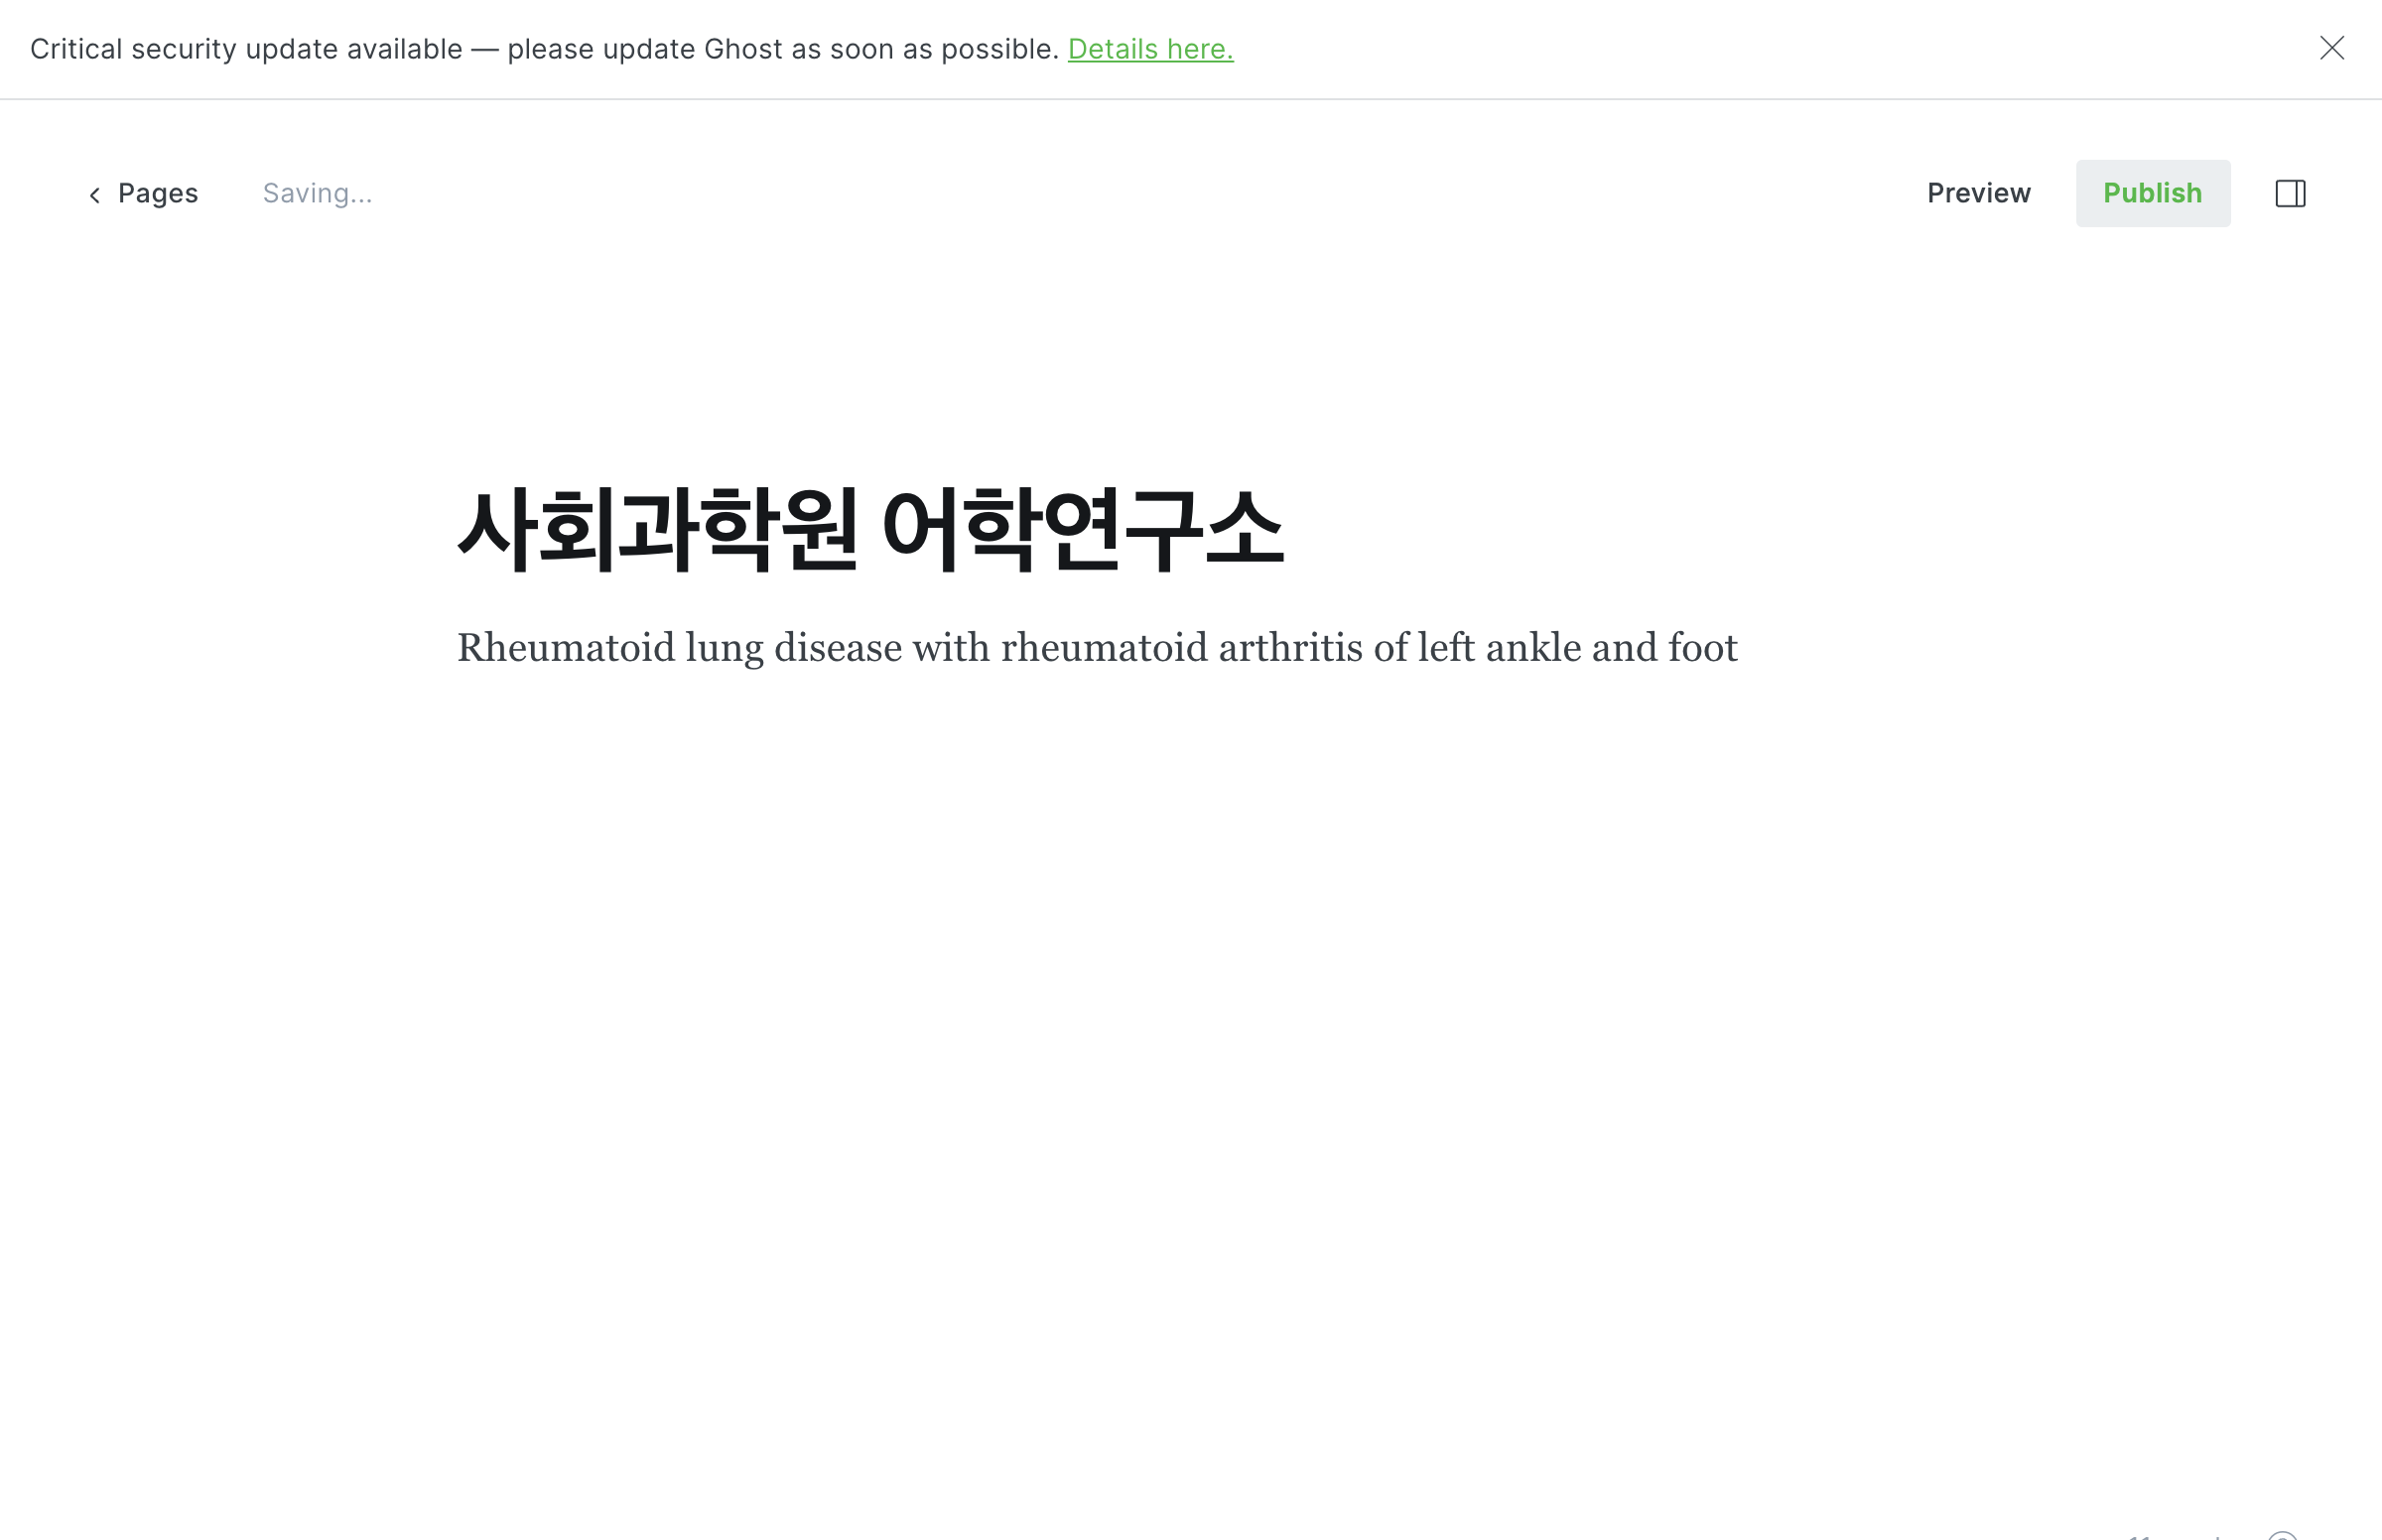 Critical security update available — please update Ghost as soon as possible. Details here.
Pages
Saving...
Preview
Publish
사회과학원 어학연구소
Rheumatoid lung disease with rheumatoid arthritis of left ankle and foot